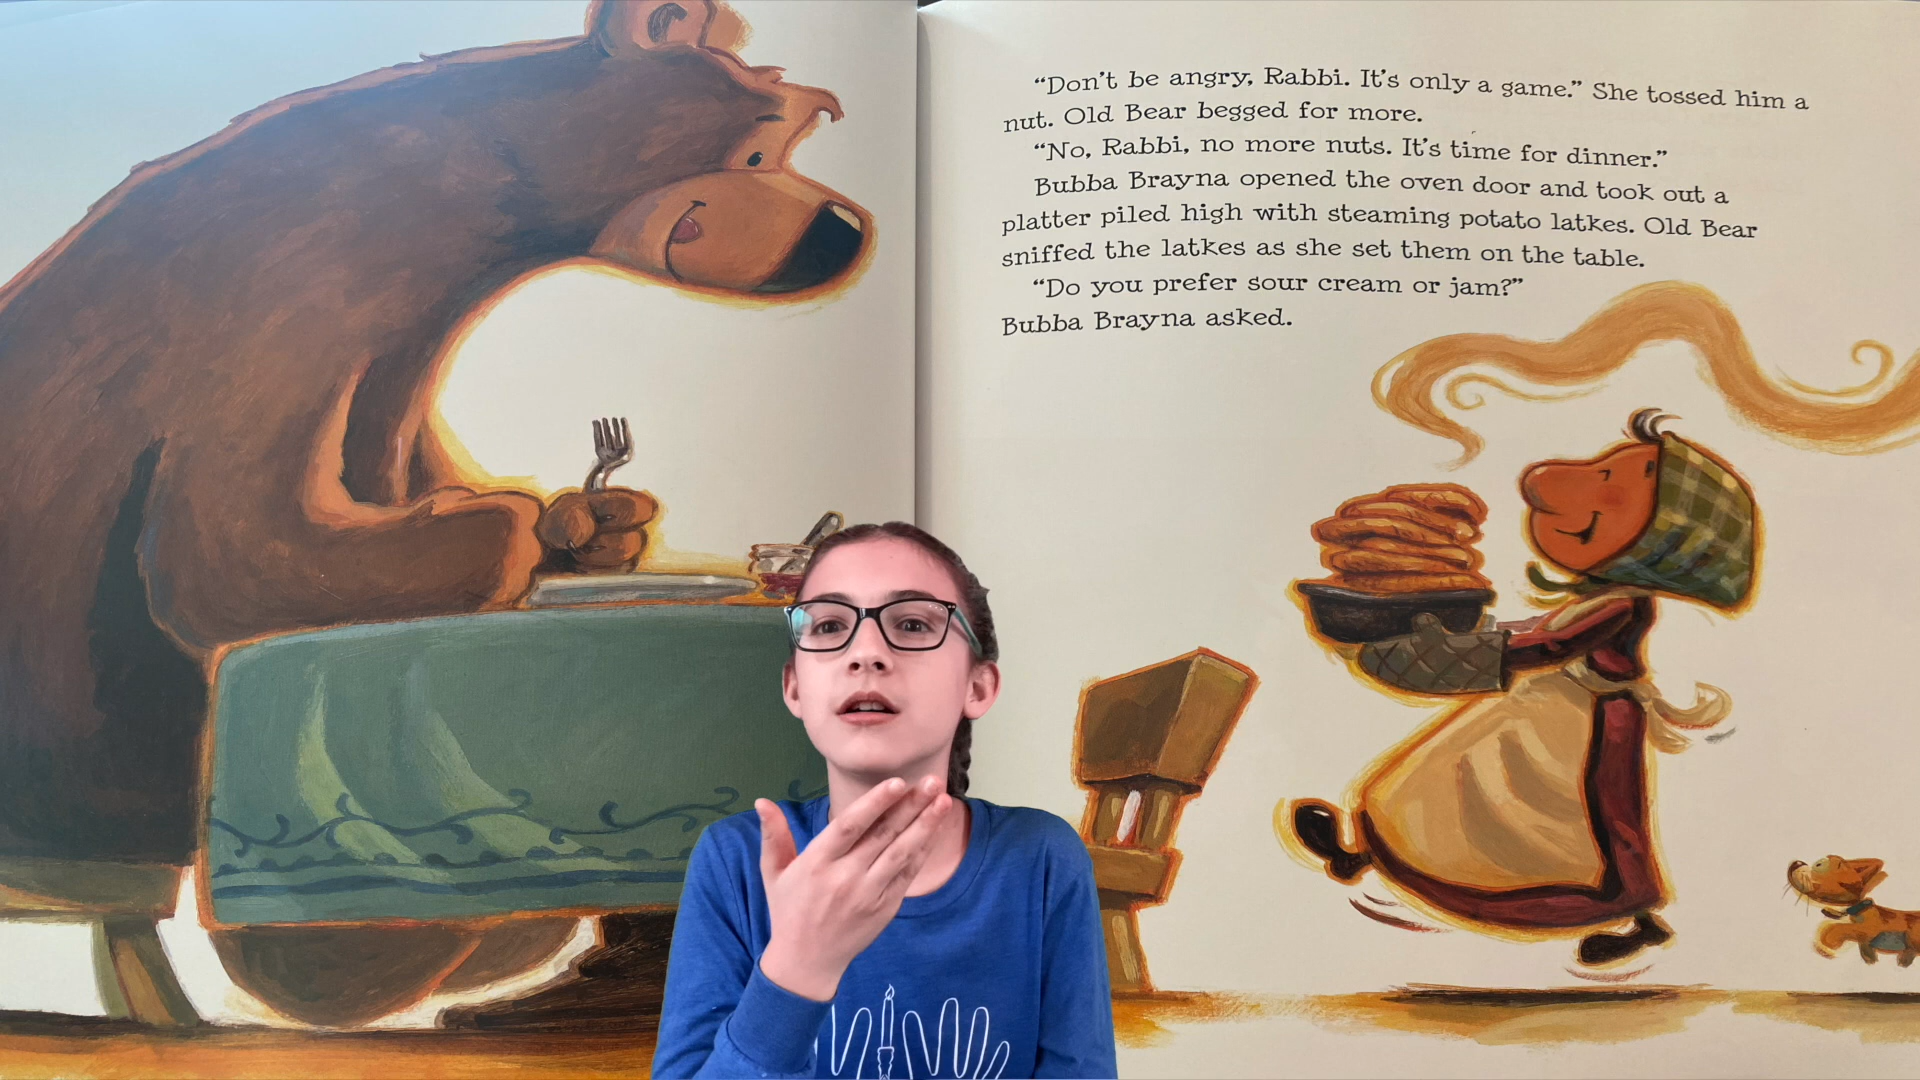 “Don’t be angry, Rabbi. It’s only a game.” She tossed him a
nut. Old Bear begged for more.
“No, Rabbi, no more nuts. It’s time for dinner.”
Bubba Brayna opened the oven door and took out a
platter piled high with steaming potato latkes. Old Bear
sniffed the latkes as she set them on the table.
“Do you prefer sour cream or jam?”
Bubba Brayna asked.